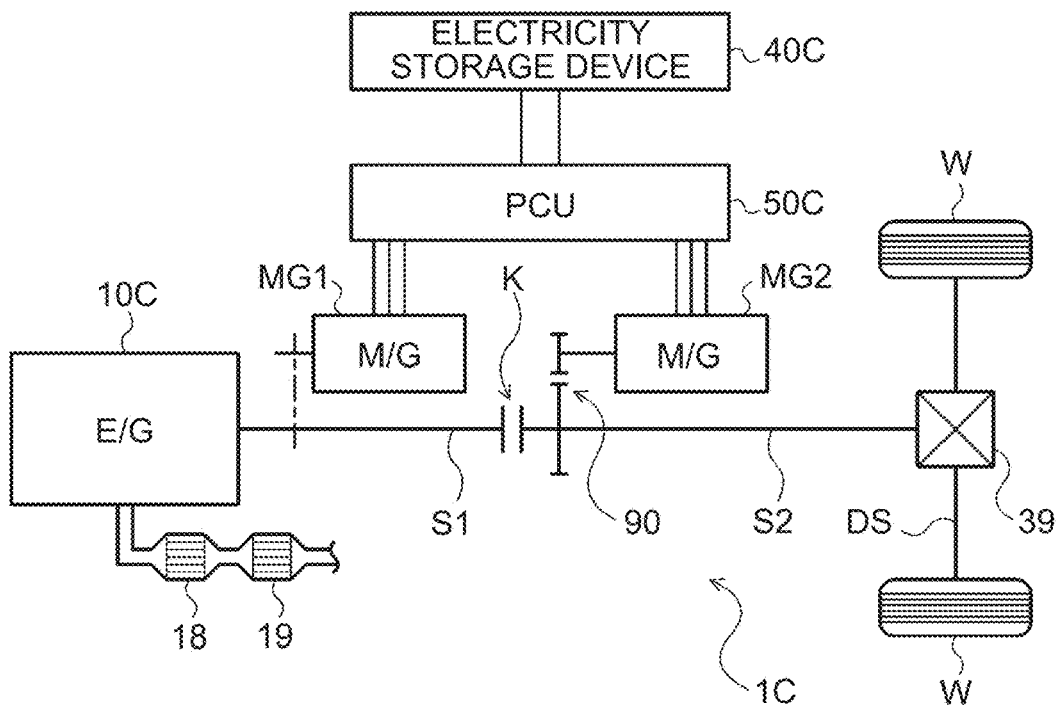 ELECTRICITY
STORAGE DEVICE
40C
PCU
50C
W
MG1
K
MG2
10C
M/G
M/G
E/G
S1
90
S2
DS
39
18
19
1C
W